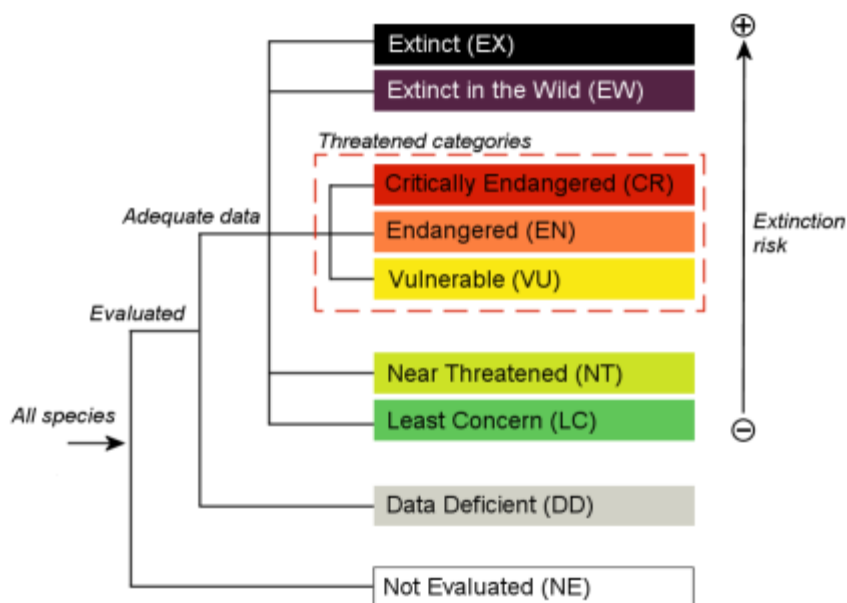 Extinct (EX)
Extinct in the Wild (EW)
Threatened categories
Critically Endangered (CR)
Adequate data
Endangered (EN)
Extinction
risk
Vulnerable (VU)
Evaluated
Near Threatened (NT)
All species
Least Concern (LC)
Data Deficient (DD)
Not Evaluated (NE)